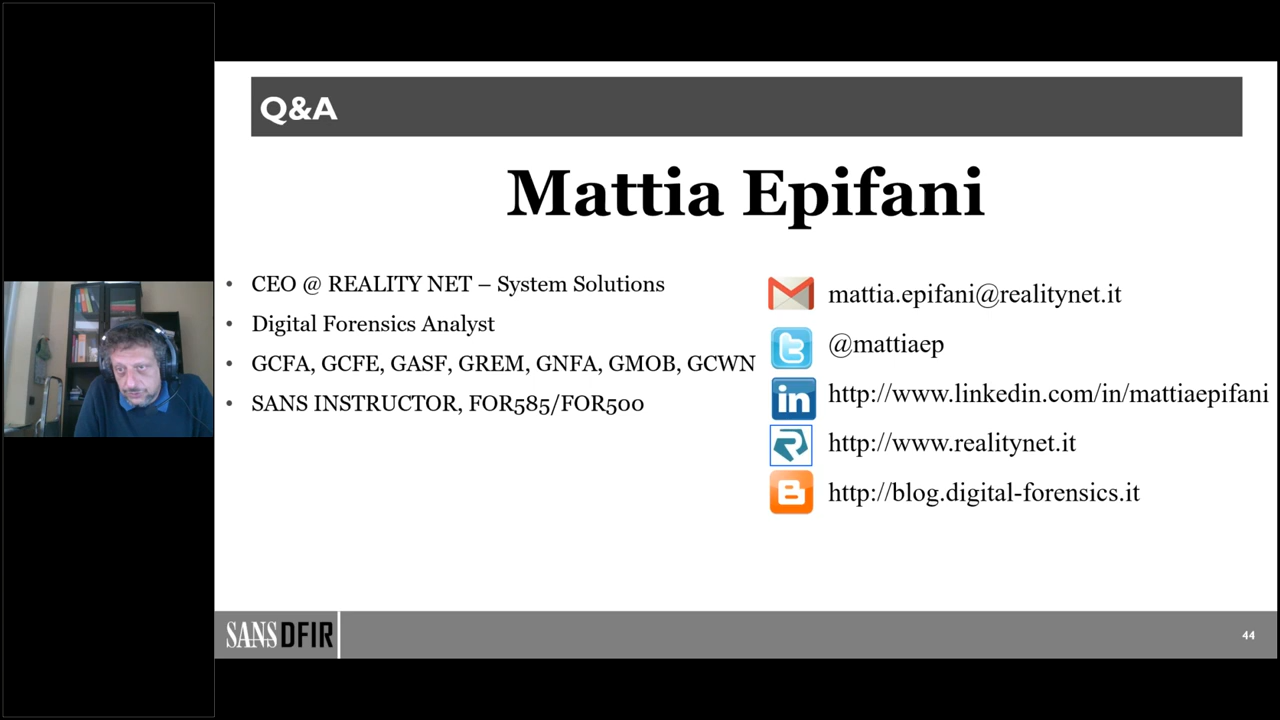 Q&A
Mattia Epifani
• CEO @ REALITY NET – System Solutions
• Digital Forensics Analyst
• GCFA, GCFE, GASF, GREM, GNFA, GMOB, GCWN
• SANS INSTRUCTOR, FOR585/FOR500
mattia.epifani@realitynet.it
@mattiaep
http://www.linkedin.com/in/mattiaepifani
http://www.realitynet.it
http://blog.digital-forensics.it
SANS DFIR
44